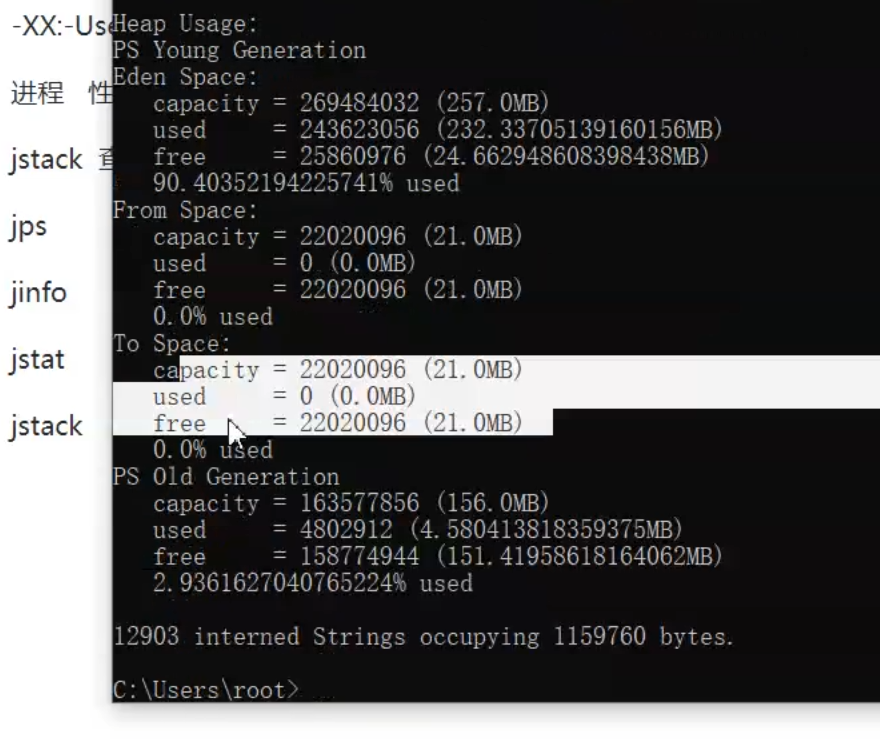 -XX:-Use
进程 性
jstack 查
jps
jinfo
jstat
jstack
Heap Usage:
PS Young Generation
Eden Space:
capacity = 269484032 (257.0MB)
used = 243623056 (232.33705139160156MB)
free = 25860976 (24.662948608398438MB)
90.40352194225741% used
From Space:
capacity = 22020096 (21.0MB)
used = 0 (0.0MB)
free = 22020096 (21.0MB)
0.0% used
To Space:
capacity = 22020096 (21.0MB)
used = 0 (0.0MB)
free = 22020096 (21.0MB)
0.0% used
PS Old Generation
capacity = 163577856 (156.0MB)
used = 4802912 (4.580413818359375MB)
free = 158774944 (151.41958618164062MB)
2.9361627040765224% used
12903 interned Strings occupying 1159760 bytes.
C:\Users\root>